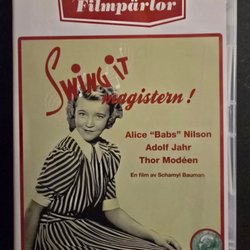 Filmpärlor
Swing it
magistern!
Alice "Babs" Nilson
Adolf Jahr
Thor Modéen
En film av Schamyl Bauman